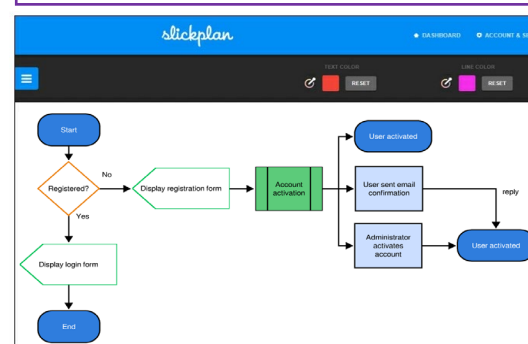 slickplan
DASHBOARD
ACCOUNT &
TEXT COLOR
LINE COLOR
RESET
RESET
Start
User activated
No
Registered?
Display registration form
Account
activation
User sent email
confirmation
reply
Yes
Administrator
activates
account
User activated
Display login form
End